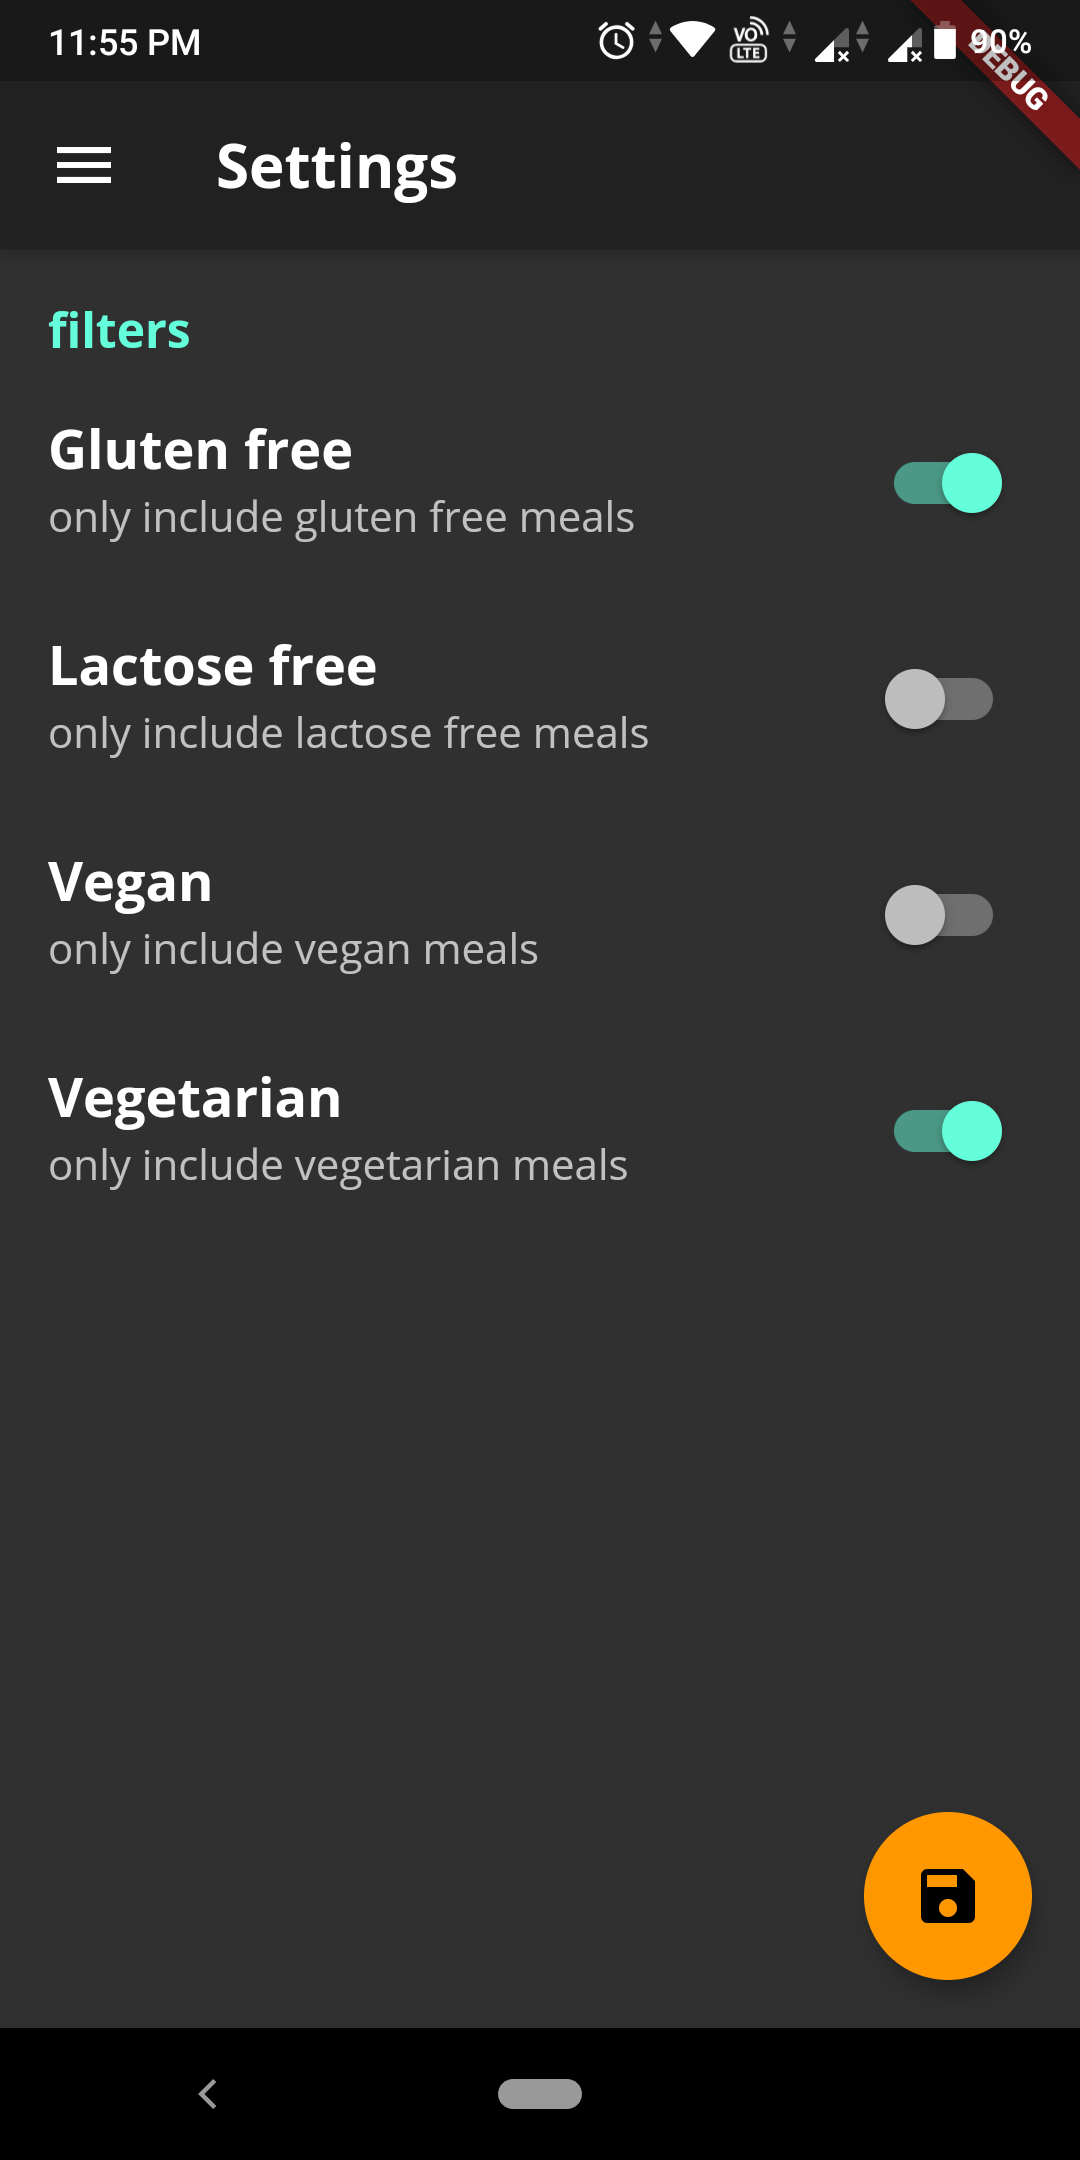 11:55 PM
VO
LTE
90%
DEBUG
Settings
filters
Gluten free
only include gluten free meals
Lactose free
only include lactose free meals
Vegan
only include vegan meals
Vegetarian
only include vegetarian meals